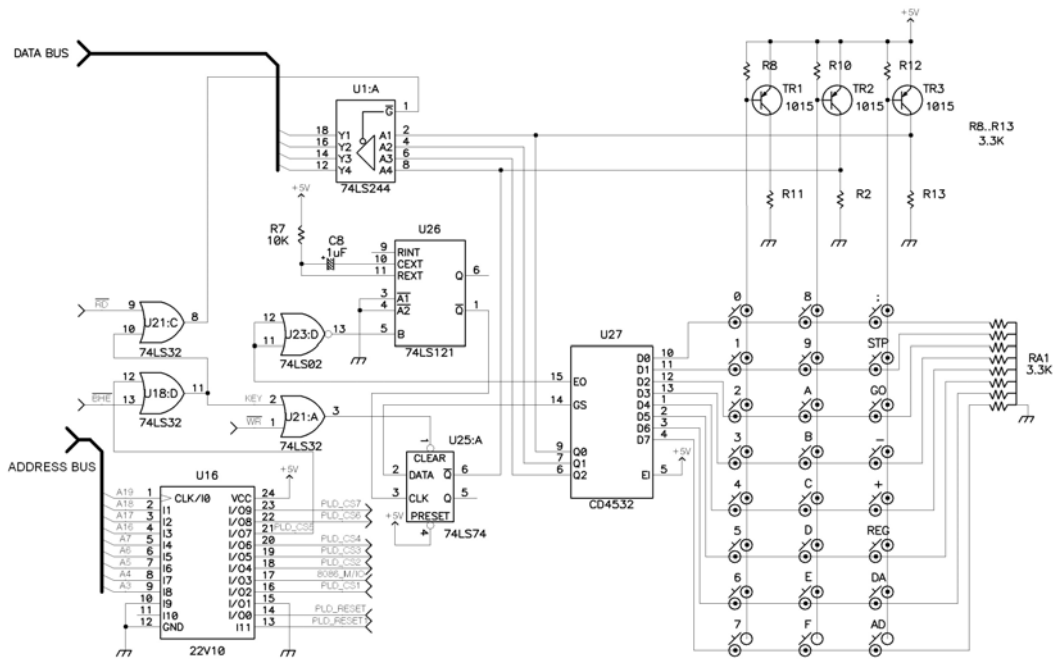 +5V
DATA BUS
U1:A
R8
R10
R12
TR1
1015
TR2
1015
TR3
1015
R8..R13
3.3K
G
1
18 Y1 A1 2
16 Y2 A2 4
14 Y3 A3 6
12 Y4 A4 8
74LS244
+5V
R11
R2
R13
R7
10K
C8
1uF
+
U26
9 RINT
10 CEXT
11 REXT
Q 6
3 A1
4 A2
Q 1
5 B
74LS121
RD
9
10
U21:C
8
74LS32
12
11
U23:D
13
74LS02
12
13
BHE
U18:D
11
74LS32
KEY
2
WR
1
U21:A
3
74LS32
1
U25:A
CLEAR
2 DATA Q 6
3 CLK Q 5
PRESET
4
+5V
74LS74
U27
D0 10
D1 11
D2 12
D3 13
D4 1
D5 2
D6 3
D7 4
15 EO
14 GS
9 Q0
7 Q1
6 Q2
EI 5
+5V
CD4532
0 8 :
1 9 STP
2 A GO
3 B -
4 C +
5 D REG
6 E DA
7 F AD
RA1
3.3K
ADDRESS BUS
U16
+5V
A19 1 CLK/I0 VCC 24
A18 2 I1 I/O9 23 PLD_CS7
A17 3 I2 I/O8 22 PLD_CS6
A16 4 I3 I/O7 21 PLD_CS5
A7 5 I4 I/O6 20 PLD_CS4
A6 6 I5 I/O5 19 PLD_CS3
A5 7 I6 I/O4 18 PLD_CS2
A4 8 I7 I/O3 17 8086_M/IO
A3 9 I8 I/O2 16 PLD_CS1
10 I9 I/O1 15
11 I10 I/O0 14 PLD_RESET
12 GND I11 13 PLD_RESET
22V10